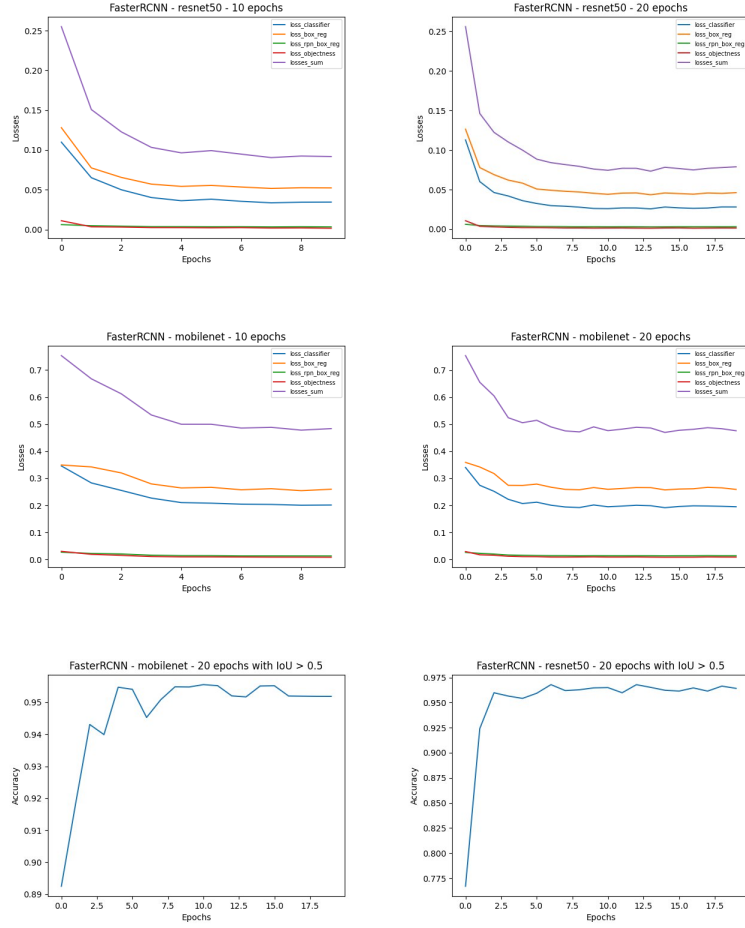 FasterRCNN - resnet50 - 10 epochs
loss_classifier
loss_box_reg
loss_rpn_box_reg
loss_objectness
losses_sum
0.25
0.20
0.15
0.10
0.05
0.00
Losses
0 2 4 6 8
Epochs
FasterRCNN - resnet50 - 20 epochs
loss_classifier
loss_box_reg
loss_rpn_box_reg
loss_objectness
losses_sum
0.25
0.20
0.15
0.10
0.05
0.00
Losses
0.0 2.5 5.0 7.5 10.0 12.5 15.0 17.5
Epochs
FasterRCNN - mobilenet - 10 epochs
loss_classifier
loss_box_reg
loss_rpn_box_reg
loss_objectness
losses_sum
0.7
0.6
0.5
0.4
0.3
0.2
0.1
0.0
Losses
0 2 4 6 8
Epochs
FasterRCNN - mobilenet - 20 epochs
loss_classifier
loss_box_reg
loss_rpn_box_reg
loss_objectness
losses_sum
0.7
0.6
0.5
0.4
0.3
0.2
0.1
0.0
Losses
0.0 2.5 5.0 7.5 10.0 12.5 15.0 17.5
Epochs
FasterRCNN - mobilenet - 20 epochs with IoU > 0.5
0.95
0.94
0.93
0.92
0.91
0.90
0.89
Accuracy
0.0 2.5 5.0 7.5 10.0 12.5 15.0 17.5
Epochs
FasterRCNN - resnet50 - 20 epochs with IoU > 0.5
0.975
0.950
0.925
0.900
0.875
0.850
0.825
0.800
0.775
Accuracy
0.0 2.5 5.0 7.5 10.0 12.5 15.0 17.5
Epochs